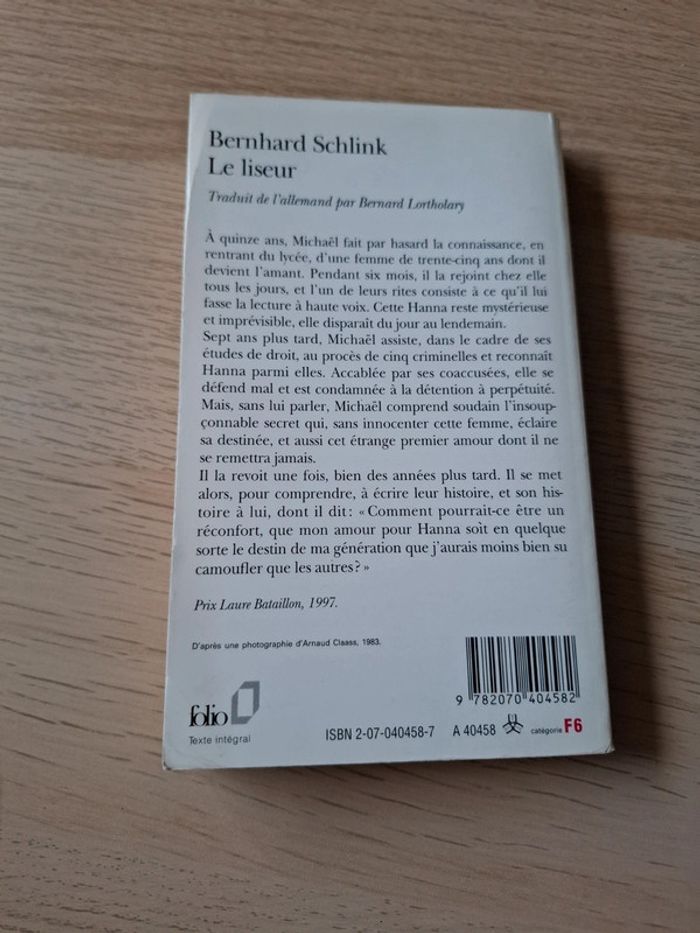 Bernhard Schlink
Le liseur
Traduit de l'allemand par Bernard Lortholary
À quinze ans, Michaël fait par hasard la connaissance, en
rentrant du lycée, d'une femme de trente-cinq ans dont il
devient l'amant. Pendant six mois, il la rejoint chez elle
tous les jours, et l'un de leurs rites consiste à ce qu'il lui
fasse la lecture à haute voix. Cette Hanna reste mystérieuse
et imprévisible, elle disparaît du jour au lendemain.
Sept ans plus tard, Michaël assiste, dans le cadre de ses
études de droit, au procès de cinq criminelles et reconnaît
Hanna parmi elles. Accablée par ses coaccusées, elle se
défend mal et est condamnée à la détention à perpétuité.
Mais, sans lui parler, Michaël comprend soudain l'insoup-
çonnable secret qui, sans innocenter cette femme, éclaire
sa destinée, et aussi cet étrange premier amour dont il ne
se remettra jamais.
Il la revoit une fois, bien des années plus tard. Il se met
alors, pour comprendre, à écrire leur histoire, et son his-
toire à lui, dont il dit : « Comment pourrait-ce être un
réconfort, que mon amour pour Hanna soit en quelque
sorte le destin de ma génération que j'aurais moins bien su
camoufler que les autres ? »
Prix Laure Bataillon, 1997.
D'après une photographie d'Arnaud Claass, 1983.
9 782070 404582
folio
Texte intégral
ISBN 2-07-040458-7 A 40458 catégorie F6